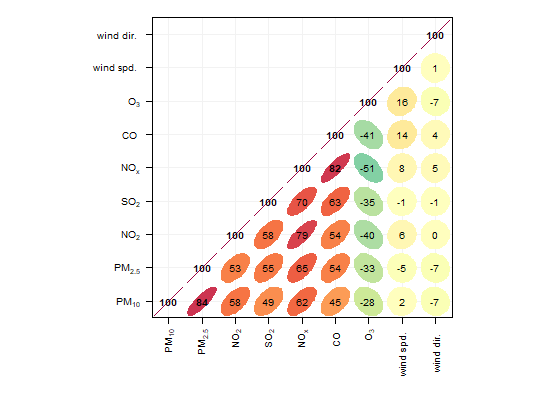 wind dir. 100
wind spd. 100 1
O₃ 100 16 -7
CO 100 -41 14 4
NOₓ 100 82 -51 8 5
SO₂ 100 70 63 -35 -1 -1
NO₂ 100 58 79 54 -40 6 0
PM₂.₅ 100 53 55 65 54 -33 -5 -7
PM₁₀ 100 84 58 49 62 45 -28 2 -7
PM₁₀ PM₂.₅ NO₂ SO₂ NOₓ CO O₃ wind spd. wind dir.